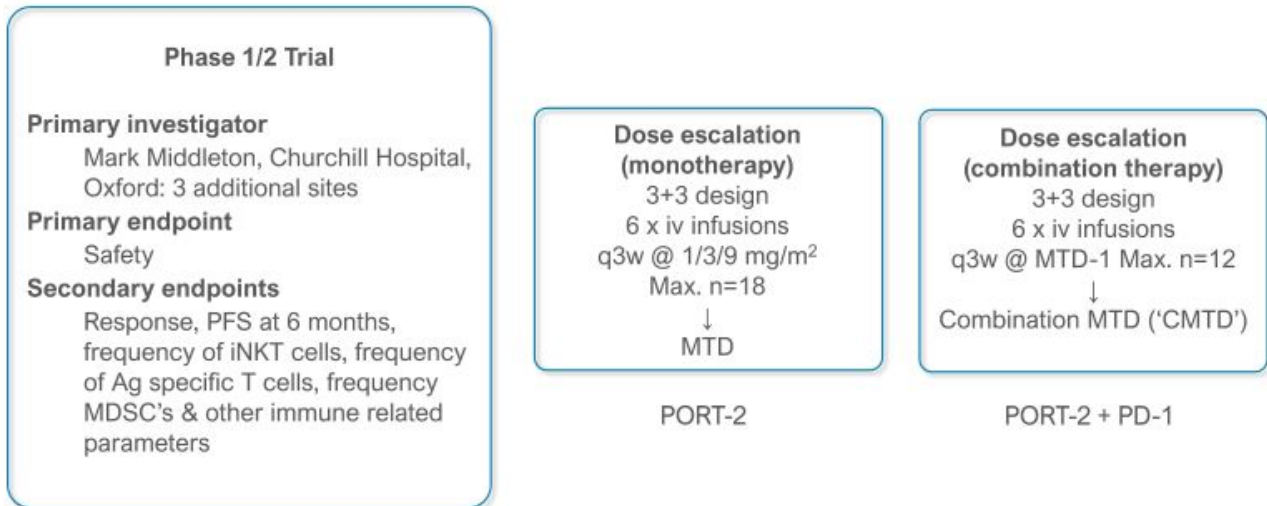 Phase 1/2 Trial
Primary investigator
Mark Middleton, Churchill Hospital,
Oxford: 3 additional sites
Primary endpoint
Safety
Secondary endpoints
Response, PFS at 6 months,
frequency of iNKT cells, frequency
of Ag specific T cells, frequency
MDSC's & other immune related
parameters
Dose escalation
(monotherapy)
3+3 design
6 x iv infusions
q3w @ 1/3/9 mg/m²
Max. n=18
↓
MTD
PORT-2
Dose escalation
(combination therapy)
3+3 design
6 x iv infusions
q3w @ MTD-1 Max. n=12
↓
Combination MTD (‘CMTD’)
PORT-2 + PD-1